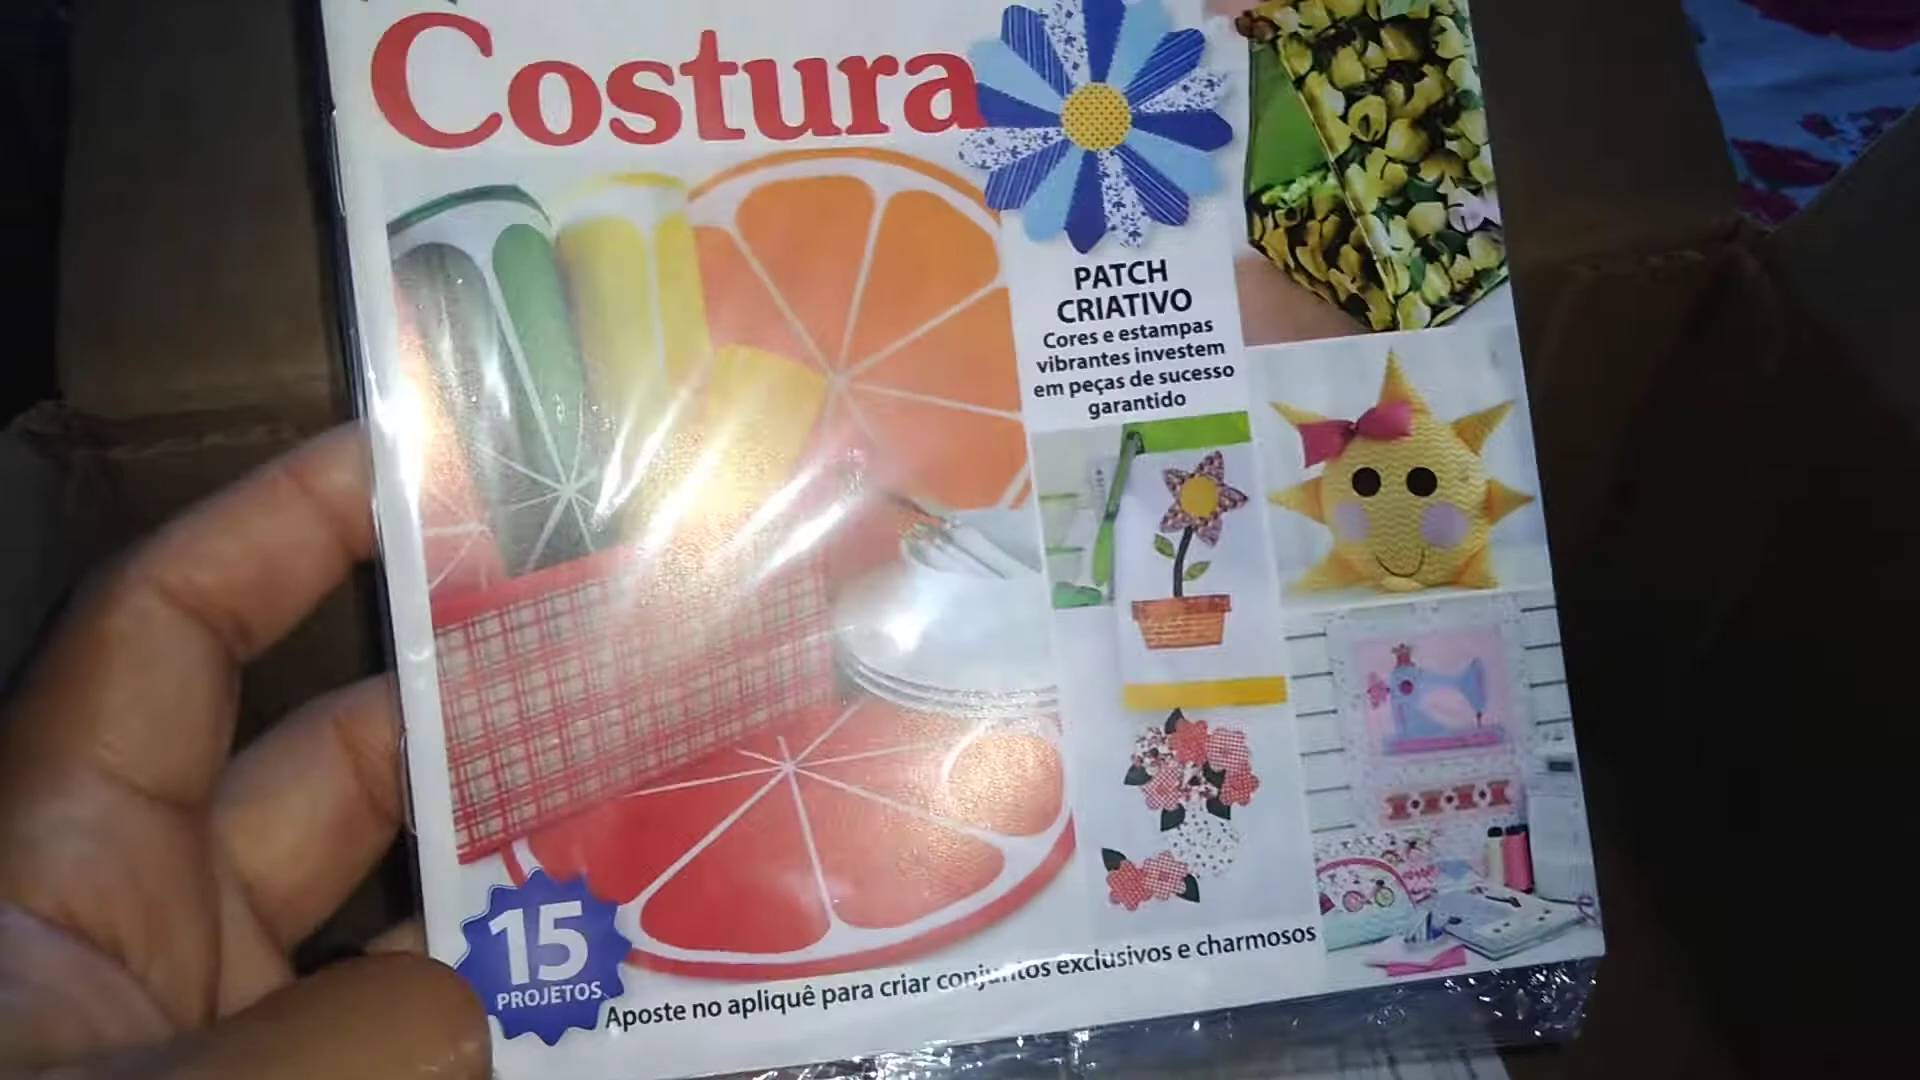 Costura
PATCH
CRIATIVO
Cores e estampas
vibrantes investem
em peças de sucesso
garantido
15
PROJETOS
Aposte no apliquê para criar conjuntos exclusivos e charmosos